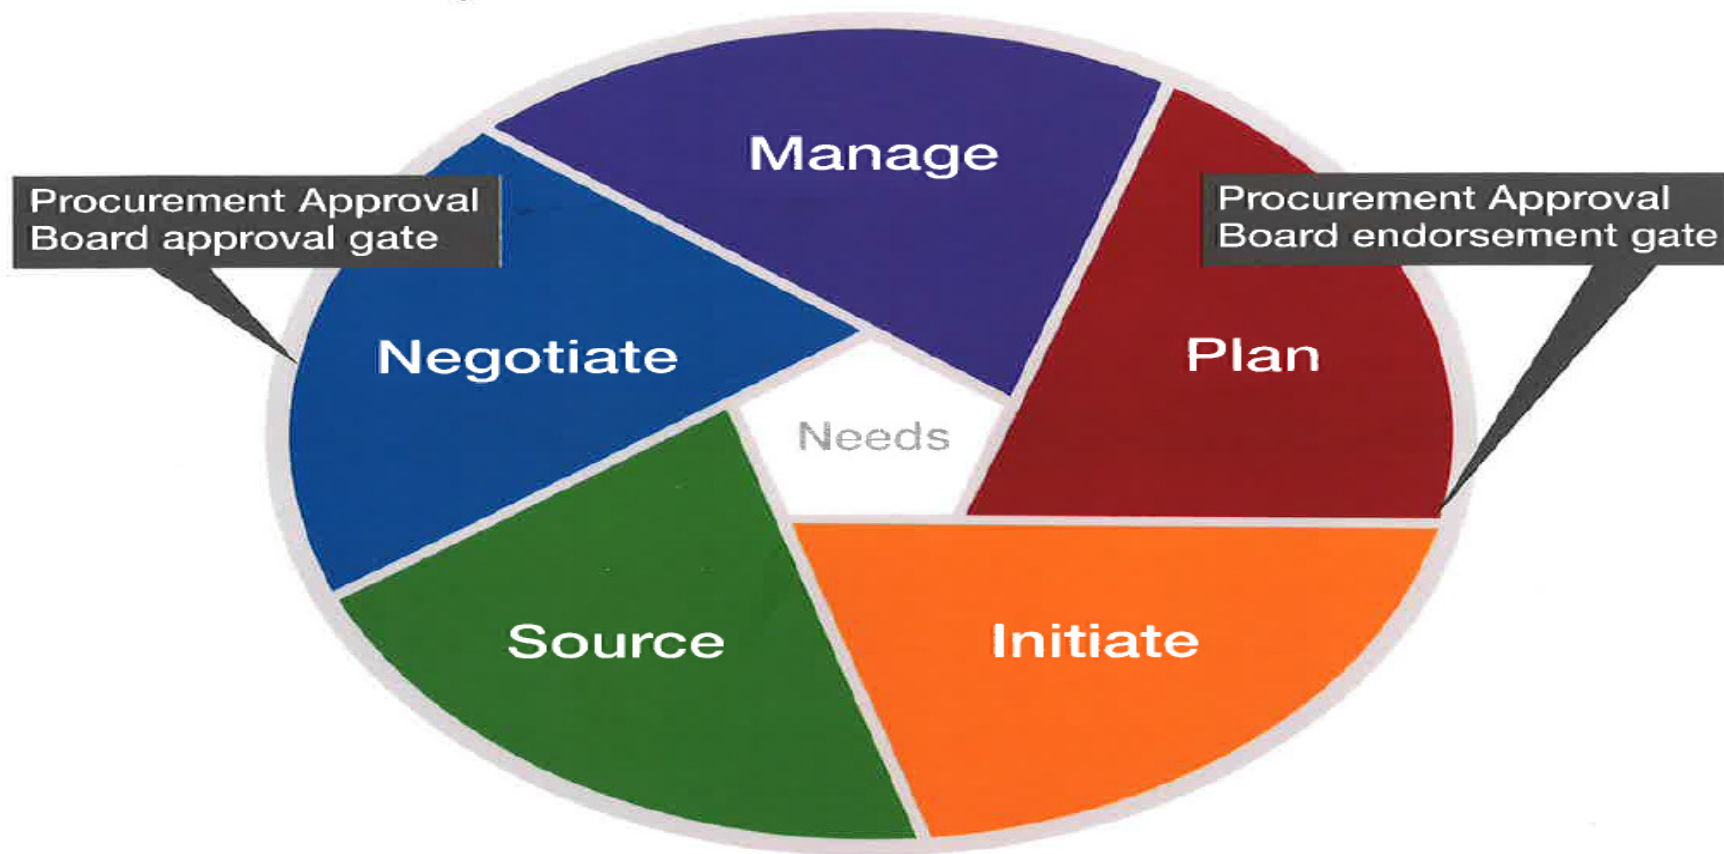 Manage
Procurement Approval
Board approval gate
Procurement Approval
Board endorsement gate
Negotiate
Plan
Needs
Source
Initiate